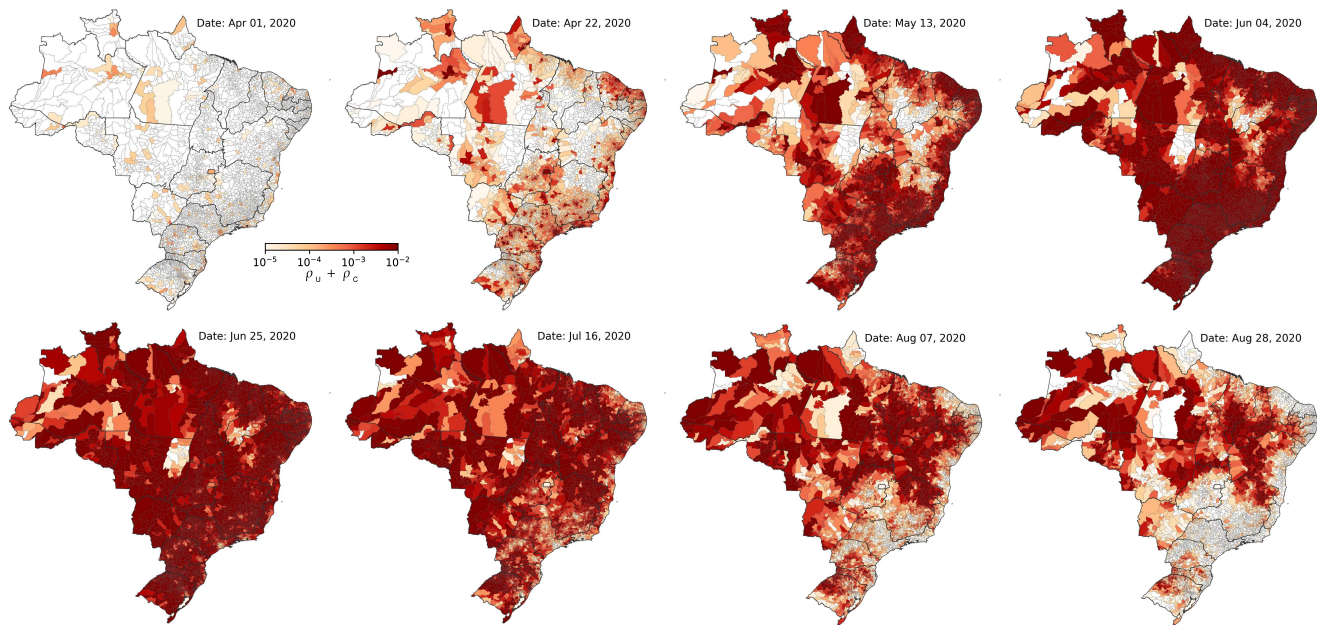 Date: Apr 01, 2020
Date: Apr 22, 2020
Date: May 13, 2020
Date: Jun 04, 2020
10⁻⁵ 10⁻⁴ 10⁻³ 10⁻²
ρ_U + ρ_C
Date: Jun 25, 2020
Date: Jul 16, 2020
Date: Aug 07, 2020
Date: Aug 28, 2020